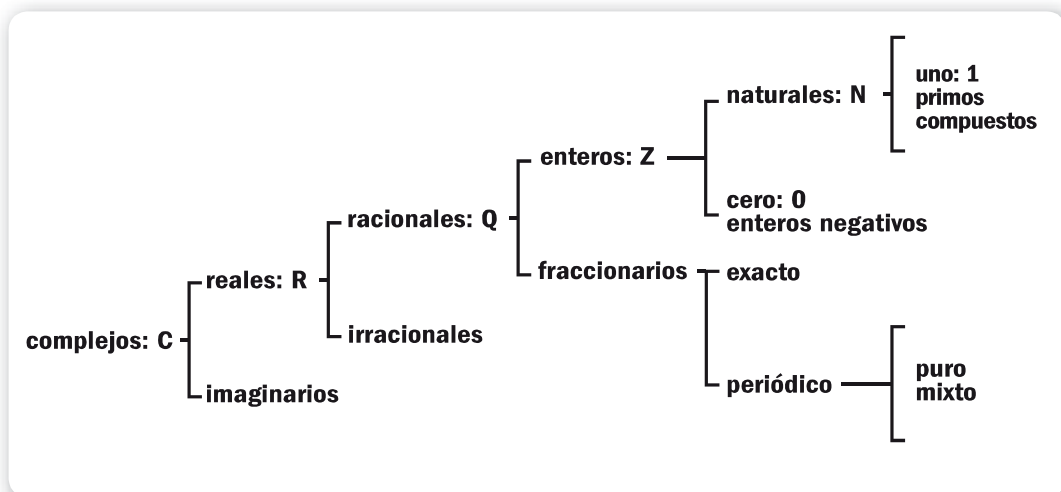 complejos: C
reales: R
imaginarios
racionales: Q
irracionales
enteros: Z
fraccionarios
naturales: N
cero: 0
enteros negativos
exacto
periódico
uno: 1
primos
compuestos
puro
mixto